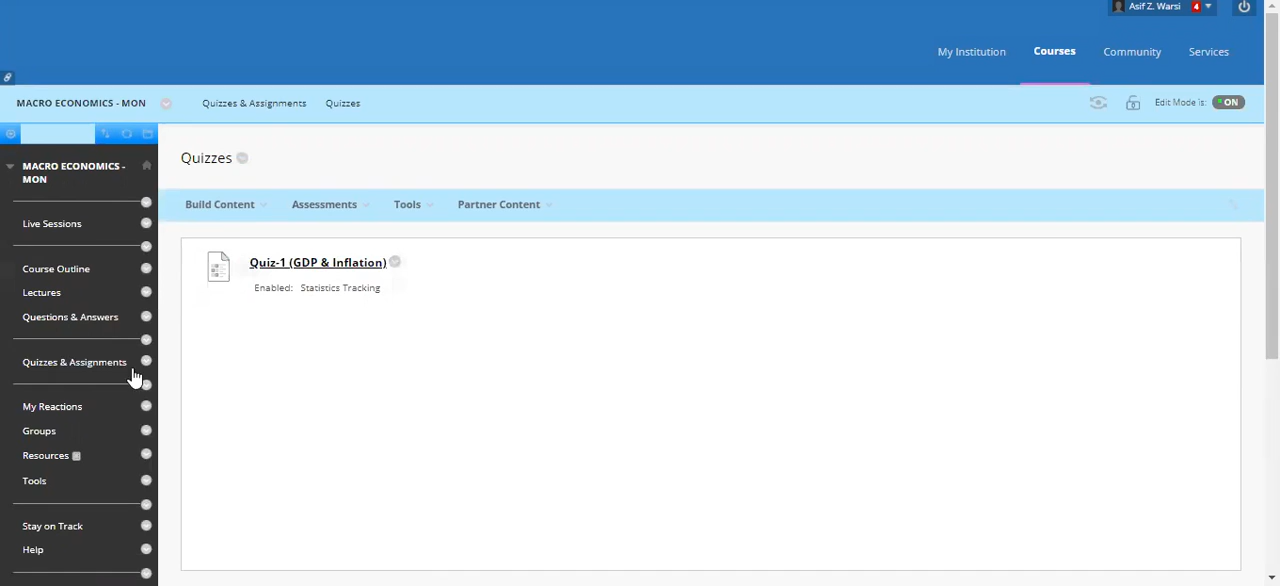 Asif Z. Warsi 4
My Institution Courses Community Services
MACRO ECONOMICS - MON Quizzes & Assignments Quizzes Edit Mode is: ON
MACRO ECONOMICS -
MON
Live Sessions
Course Outline
Lectures
Questions & Answers
Quizzes & Assignments
My Reactions
Groups
Resources
Tools
Stay on Track
Help
Quizzes
Build Content Assessments Tools Partner Content
Quiz-1 (GDP & Inflation)
Enabled: Statistics Tracking